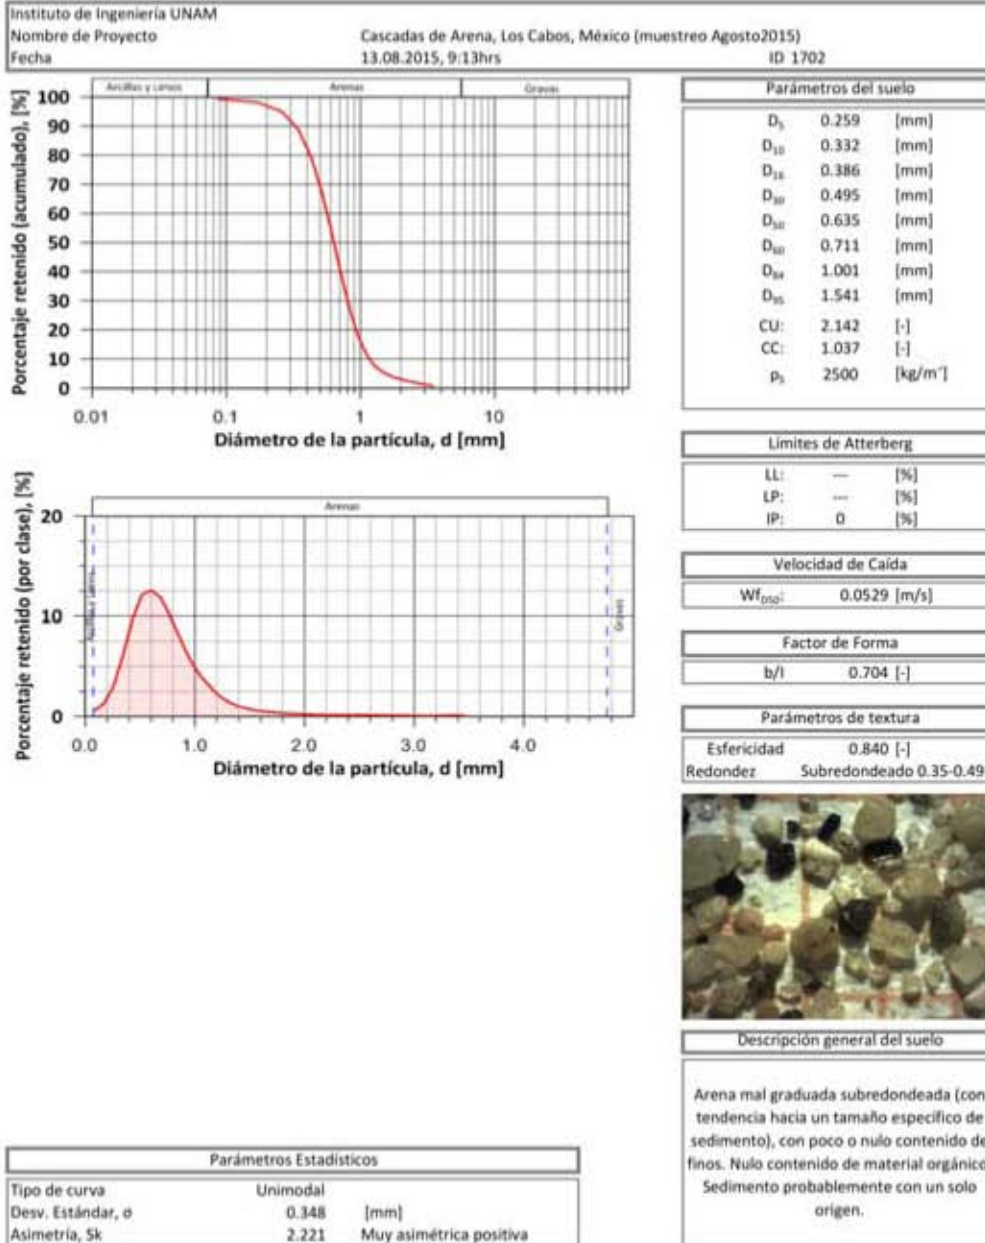 Instituto de Ingeniería UNAM
Nombre de Proyecto Cascadas de Arena, Los Cabos, México (muestreo Agosto2015)
Fecha 13.08.2015, 9:13hrs ID 1702
Arcillas y Limos Arenas Gravas
Porcentaje retenido (acumulado), [%]
100
90
80
70
60
50
40
30
20
10
0
0.01 0.1 1 10
Diámetro de la partícula, d [mm]
Arenas
Porcentaje retenido (por clase), [%]
20
10
0
Gravas
0.0 1.0 2.0 3.0 4.0
Diámetro de la partícula, d [mm]
Parámetros del suelo
D5 0.259 [mm]
D10 0.332 [mm]
D16 0.386 [mm]
D30 0.495 [mm]
D50 0.635 [mm]
D60 0.711 [mm]
D84 1.001 [mm]
D95 1.541 [mm]
CU: 2.142 [-]
CC: 1.037 [-]
ρs 2500 [kg/m³]
Límites de Atterberg
LL: --- [%]
LP: --- [%]
IP: 0 [%]
Velocidad de Caída
WfD50: 0.0529 [m/s]
Factor de Forma
b/l 0.704 [-]
Parámetros de textura
Esfericidad 0.840 [-]
Redondez Subredondeado 0.35-0.49
Descripción general del suelo
Arena mal graduada subredondeada (con
tendencia hacia un tamaño específico de
sedimento), con poco o nulo contenido de
finos. Nulo contenido de material orgánico
Sedimento probablemente con un solo
origen.
Parámetros Estadísticos
Tipo de curva Unimodal
Desv. Estándar, σ 0.348 [mm]
Asimetría, Sk 2.221 Muy asimétrica positiva